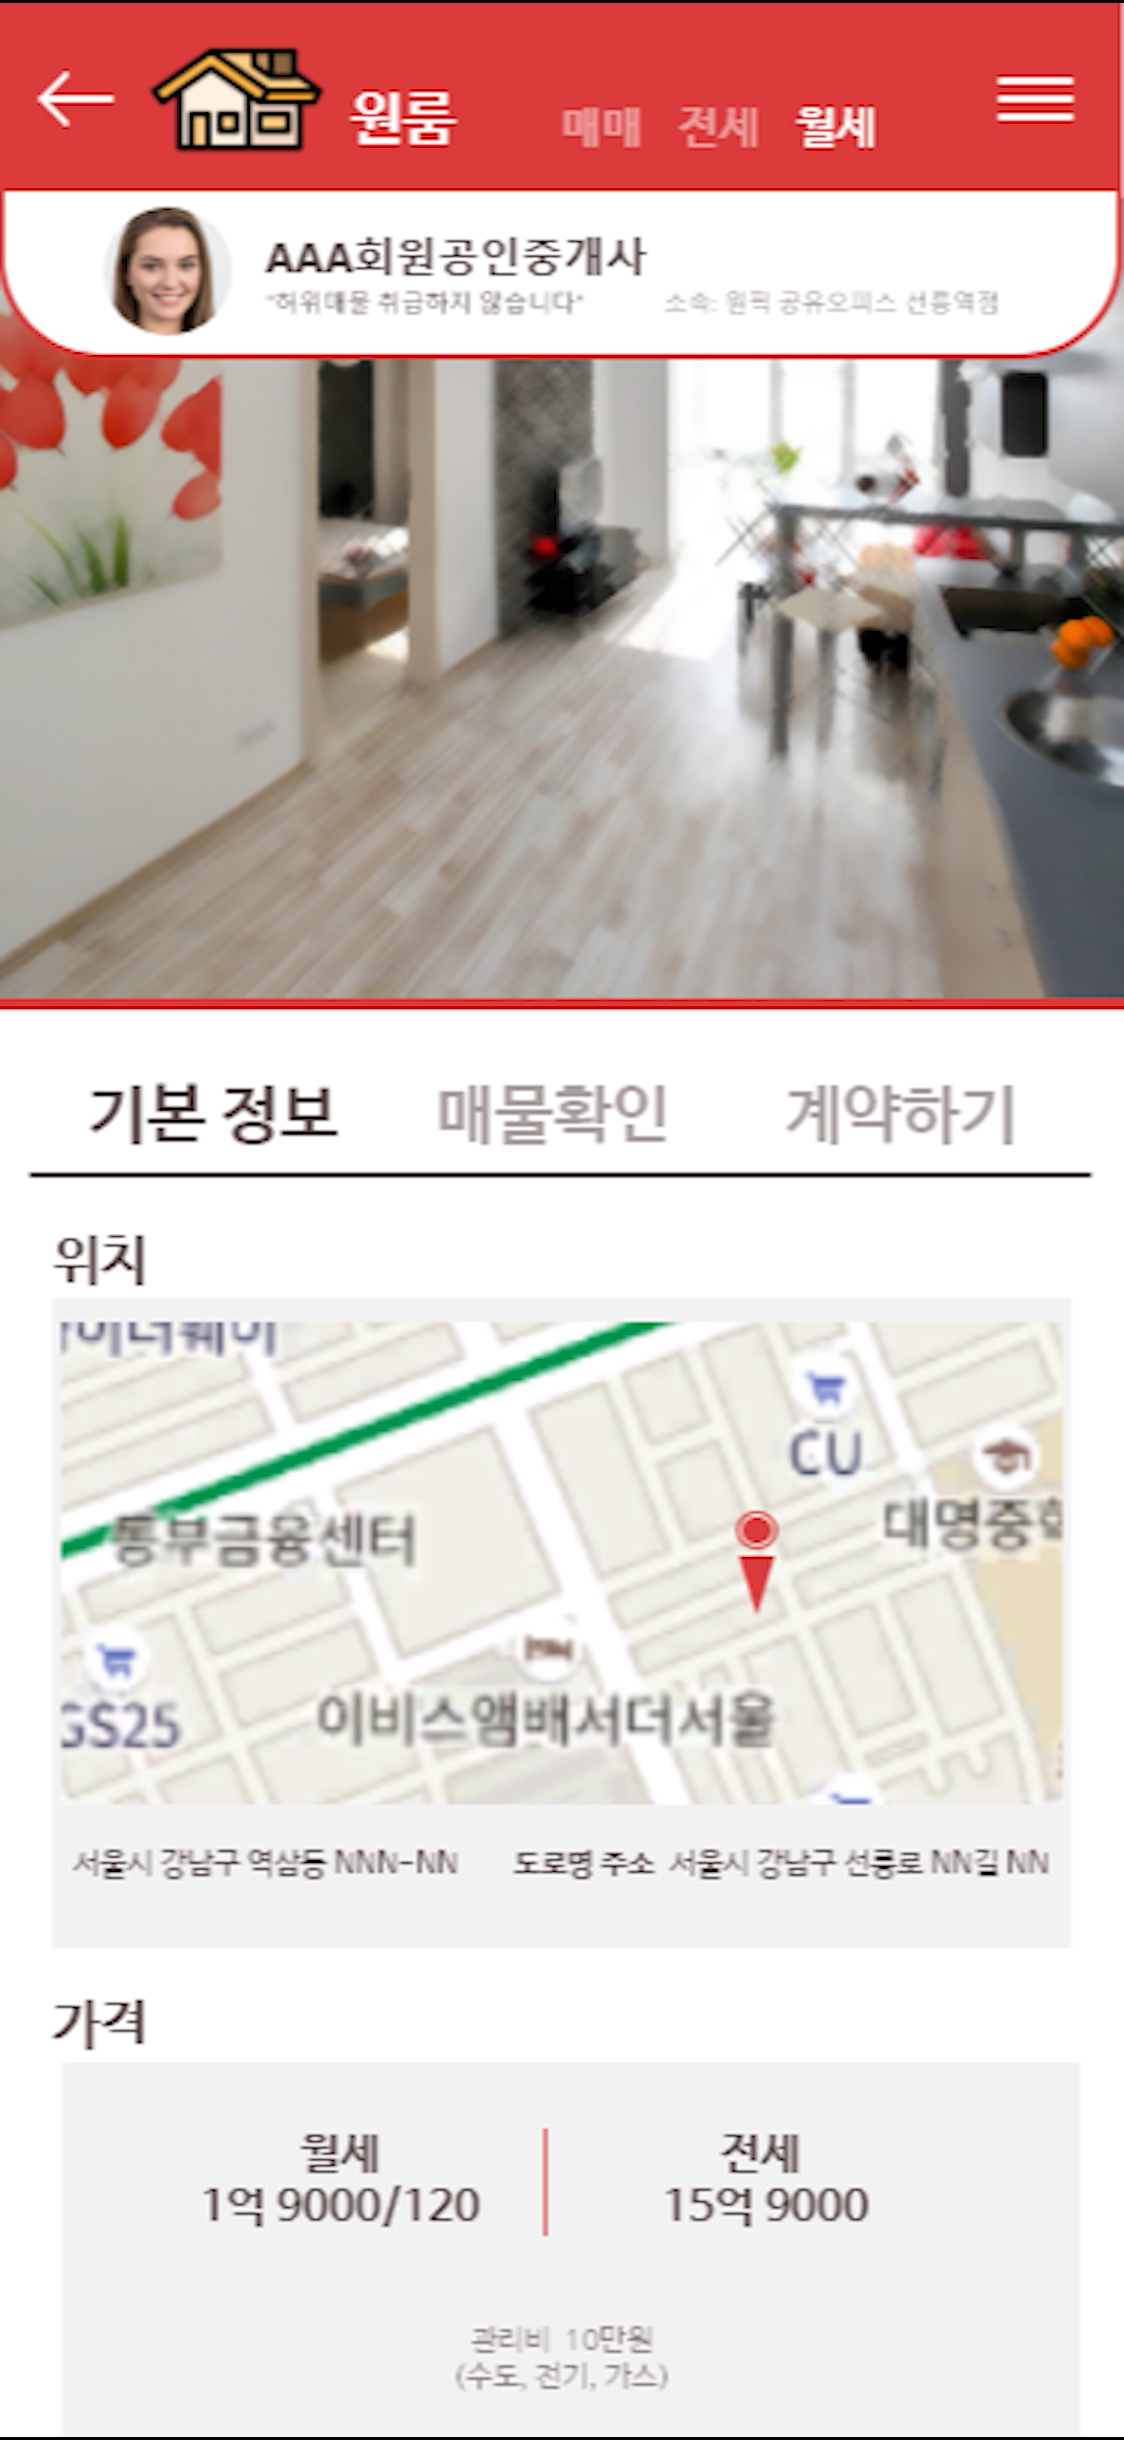 원룸 매매 전세 월세
AAA회원공인중개사
"허위매물 취급하지 않습니다" 소속: 원픽 공유오피스 선릉역점
기본 정보 매물확인 계약하기
위치
CU
대명중학
동부금융센터
GS25
이비스앰배서더서울
서울시 강남구 역삼동 NNN-NN 도로명 주소 서울시 강남구 선릉로 NN길 NN
가격
월세 전세
1억 9000/120 15억 9000
관리비 10만원
(수도, 전기, 가스)